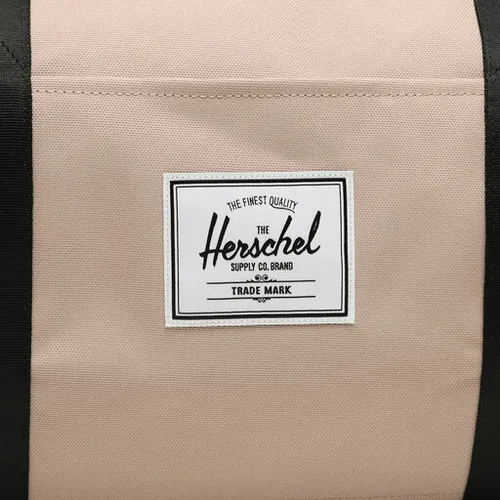 THE FINEST QUALITY
THE
Herschel
SUPPLY CO. BRAND
TRADE MARK